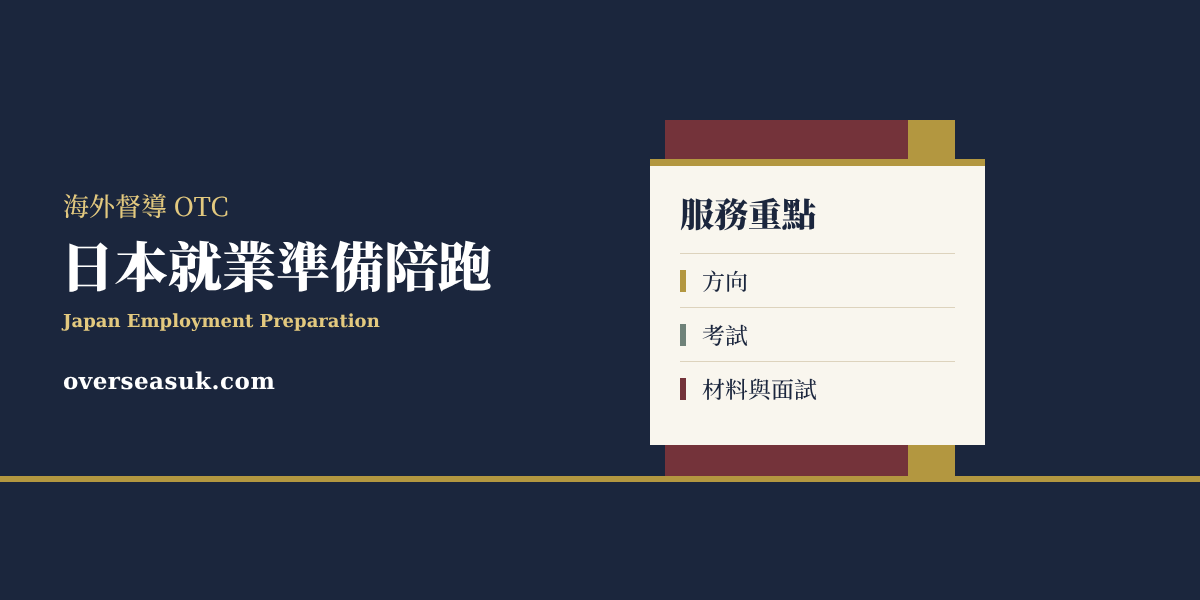 海外督導 OTC
日本就業準備陪跑
Japan Employment Preparation
overseasuk.com
服務重點
方向
考試
材料與面試